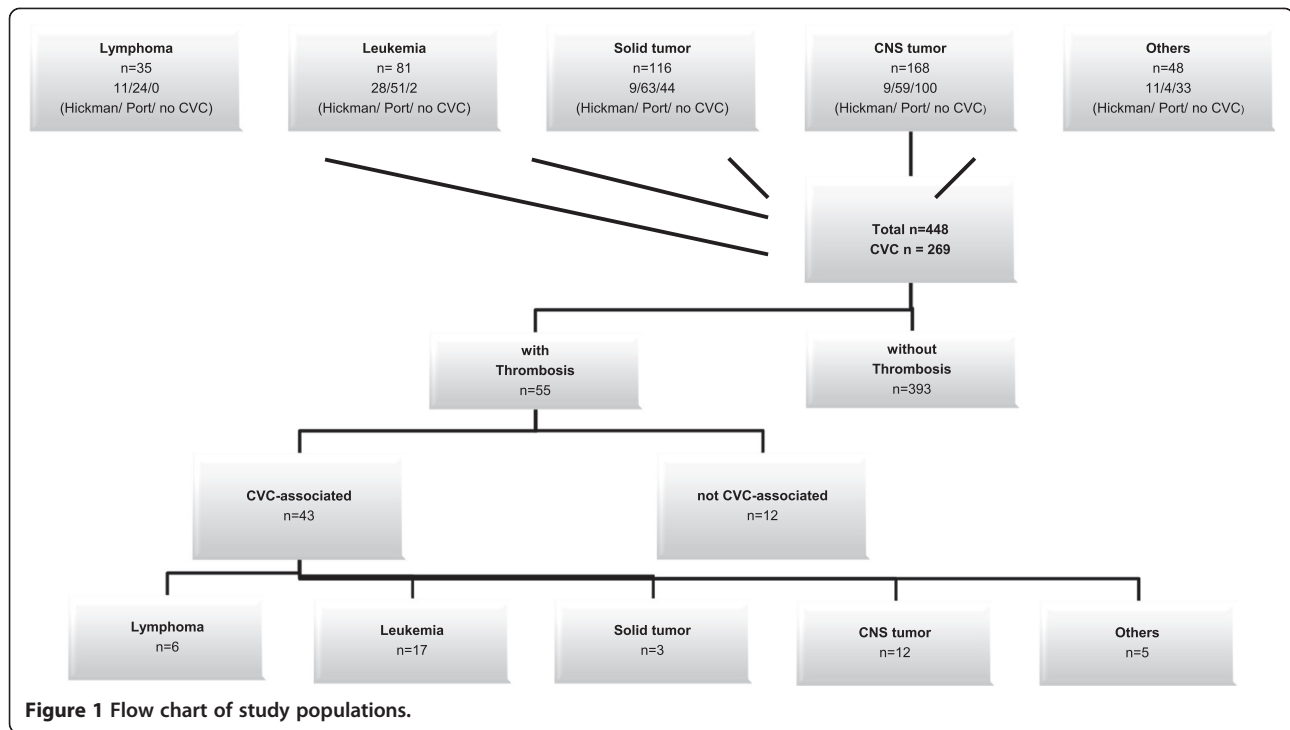 Lymphoma
n=35
11/24/0
(Hickman/ Port/ no CVC)
Leukemia
n= 81
28/51/2
(Hickman/ Port/ no CVC)
Solid tumor
n=116
9/63/44
(Hickman/ Port/ no CVC)
CNS tumor
n=168
9/59/100
(Hickman/ Port/ no CVC)
Others
n=48
11/4/33
(Hickman/ Port/ no CVC)
Total n=448
CVC n = 269
with
Thrombosis
n=55
without
Thrombosis
n=393
CVC-associated
n=43
not CVC-associated
n=12
Lymphoma
n=6
Leukemia
n=17
Solid tumor
n=3
CNS tumor
n=12
Others
n=5
Figure 1 Flow chart of study populations.